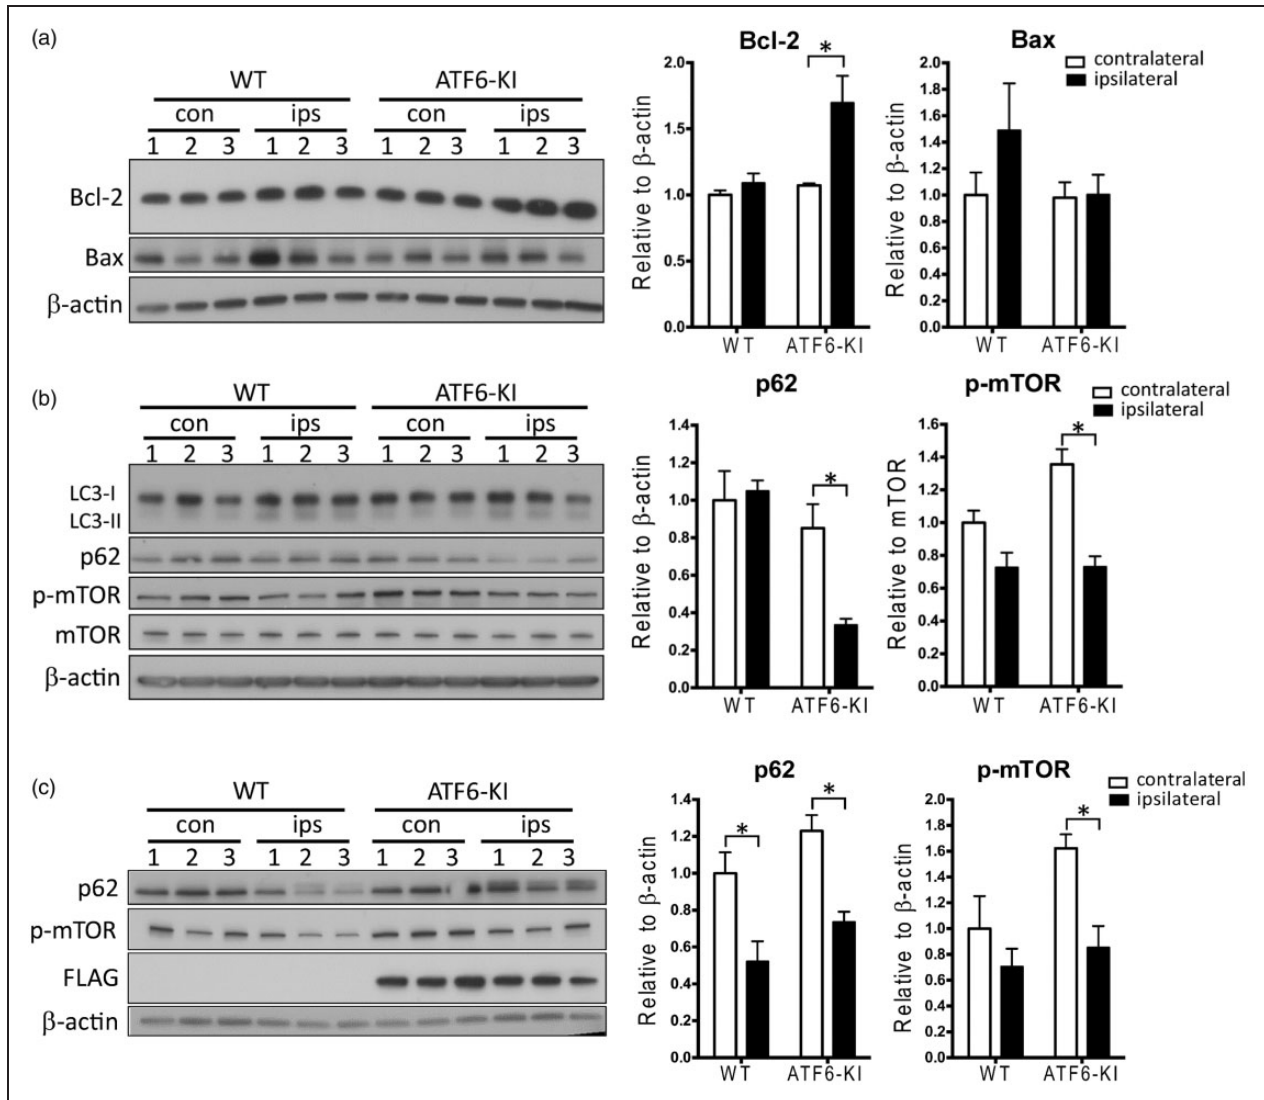 (a)
WT ATF6-KI
con ips con ips
1 2 3 1 2 3 1 2 3 1 2 3
Bcl-2
Bax
β-actin
Bcl-2
Relative to β-actin
2.0
1.5
1.0
0.5
0.0
*
WT ATF6-KI
Bax
contralateral
ipsilateral
Relative to β-actin
2.0
1.8
1.6
1.4
1.2
1.0
0.8
0.6
0.4
0.2
0.0
WT ATF6-KI
(b)
WT ATF6-KI
con ips con ips
1 2 3 1 2 3 1 2 3 1 2 3
LC3-I
LC3-II
p62
p-mTOR
mTOR
β-actin
p62
Relative to β-actin
1.4
1.2
1.0
0.8
0.6
0.4
0.2
0.0
*
WT ATF6-KI
p-mTOR
contralateral
ipsilateral
Relative to mTOR
1.6
1.4
1.2
1.0
0.8
0.6
0.4
0.2
0.0
*
WT ATF6-KI
(c)
WT ATF6-KI
con ips con ips
1 2 3 1 2 3 1 2 3 1 2 3
p62
p-mTOR
FLAG
β-actin
p62
Relative to β-actin
1.4
1.2
1.0
0.8
0.6
0.4
0.2
0.0
*
*
WT ATF6-KI
p-mTOR
contralateral
ipsilateral
Relative to β-actin
2.0
1.8
1.6
1.4
1.2
1.0
0.8
0.6
0.4
0.2
0.0
*
WT ATF6-KI